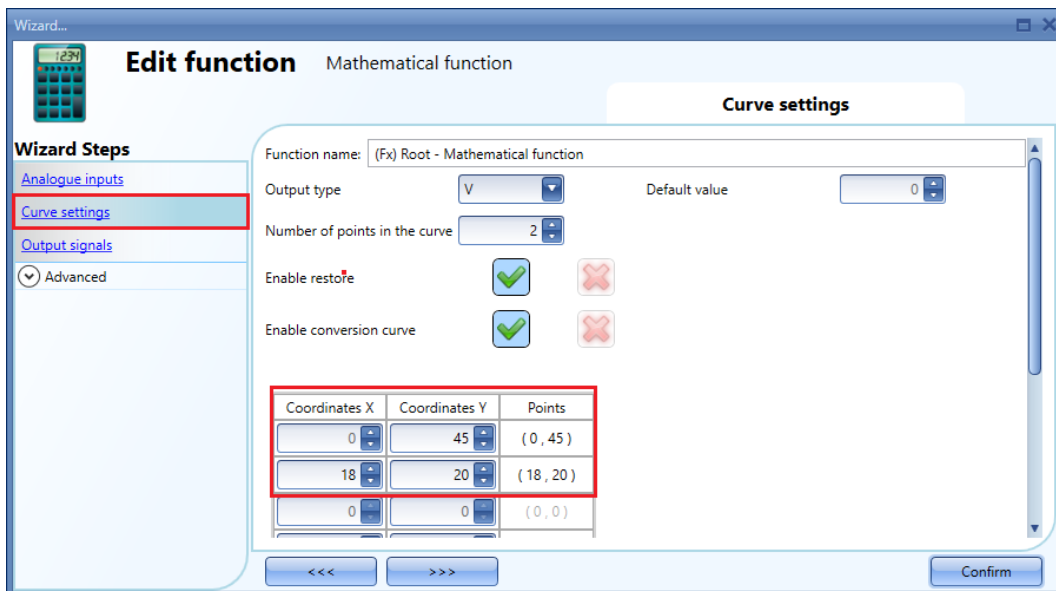 Wizard...
1234
Edit function Mathematical function
Curve settings
Wizard Steps
Analogue inputs
Curve settings
Output signals
Advanced
Function name: (Fx) Root - Mathematical function
Output type V Default value 0
Number of points in the curve 2
Enable restore
Enable conversion curve
Coordinates X Coordinates Y Points
0 45 ( 0 , 45 )
18 20 ( 18 , 20 )
0 0 ( 0 , 0 )
<<< >>> Confirm